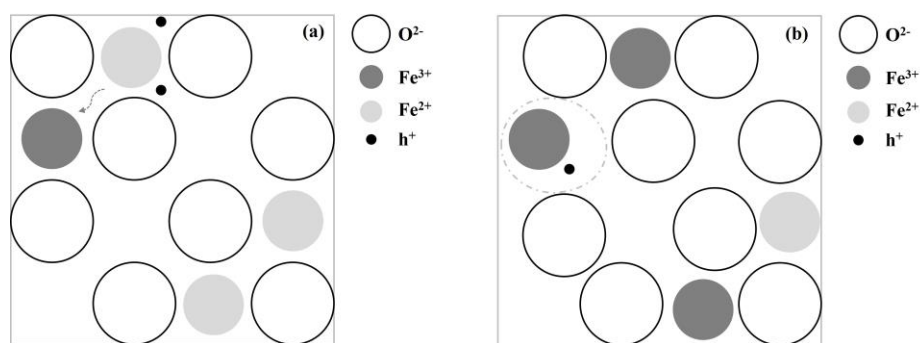 (a)
O²⁻
Fe³⁺
Fe²⁺
h⁺
(b)
O²⁻
Fe³⁺
Fe²⁺
h⁺